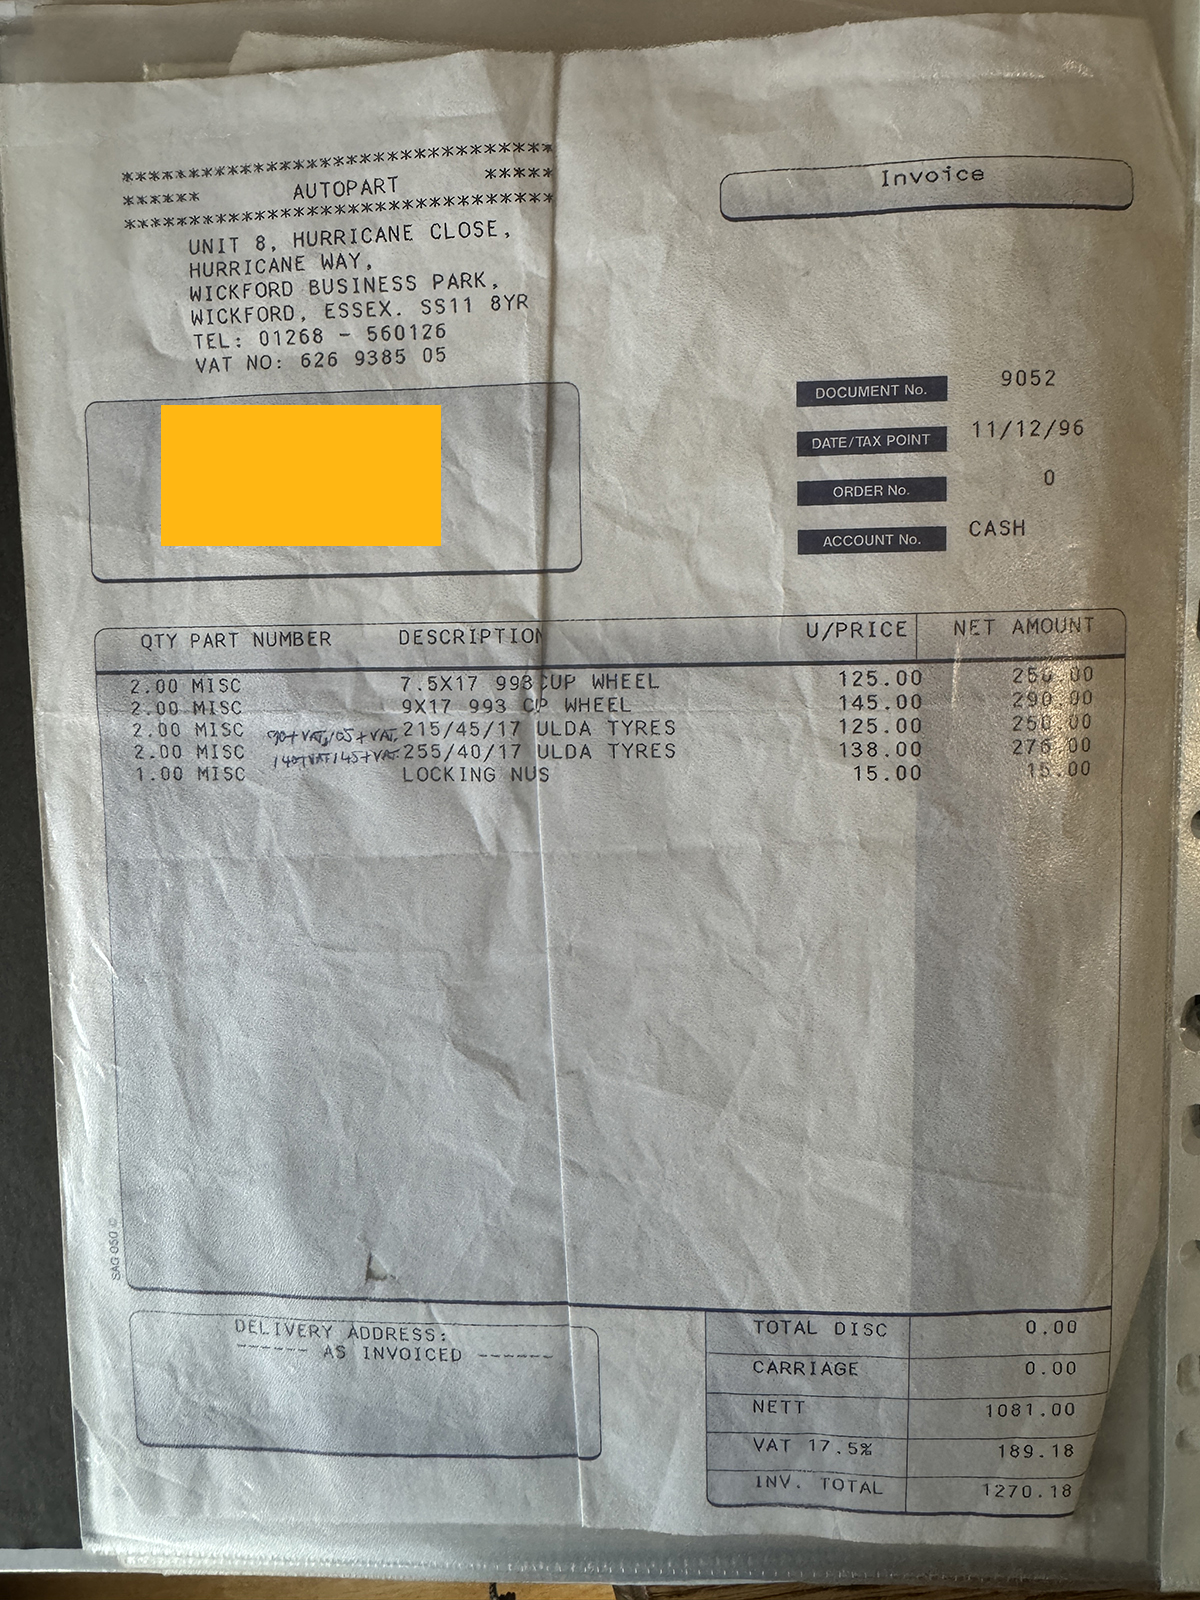 ********************************
****** AUTOPART *****
********************************
UNIT 8, HURRICANE CLOSE,
HURRICANE WAY,
WICKFORD BUSINESS PARK,
WICKFORD, ESSEX. SS11 8YR
TEL: 01268 - 560126
VAT NO: 626 9385 05
Invoice
DOCUMENT No. 9052
DATE/TAX POINT 11/12/96
ORDER No. 0
ACCOUNT No. CASH
QTY PART NUMBER DESCRIPTION U/PRICE NET AMOUNT
2.00 MISC 7.5X17 993 CUP WHEEL 125.00 250.00
2.00 MISC 9X17 993 CP WHEEL 145.00 290.00
2.00 MISC 90+VAT/105+VAT. 215/45/17 ULDA TYRES 125.00 250.00
2.00 MISC 140+VAT/145+VAT. 255/40/17 ULDA TYRES 138.00 276.00
1.00 MISC LOCKING NUS 15.00 15.00
SAG 050 ©
DELIVERY ADDRESS:
------ AS INVOICED ------
TOTAL DISC 0.00
CARRIAGE 0.00
NETT 1081.00
VAT 17.5% 189.18
INV. TOTAL 1270.18